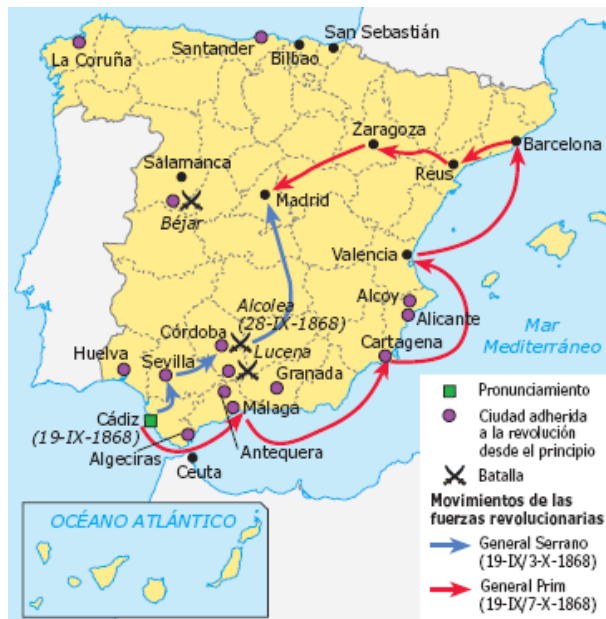 San Sebastián
Santander
La Coruña
Bilbao
Zaragoza
Barcelona
Salamanca
Reus
Madrid
Béjar
Valencia
Alcolea
(28-IX-1868)
Alcoy
Alicante
Mar
Mediterráneo
Córdoba
Lucena
Cartagena
Huelva
Sevilla
Granada
Cádiz
(19-IX-1868)
Málaga
Algeciras
Antequera
Ceuta
OCÉANO ATLÁNTICO
Pronunciamiento
Ciudad adherida
a la revolución
desde el principio
Batalla
Movimientos de las
fuerzas revolucionarias
General Serrano
(19-IX/3-X-1868)
General Prim
(19-IX/7-X-1868)